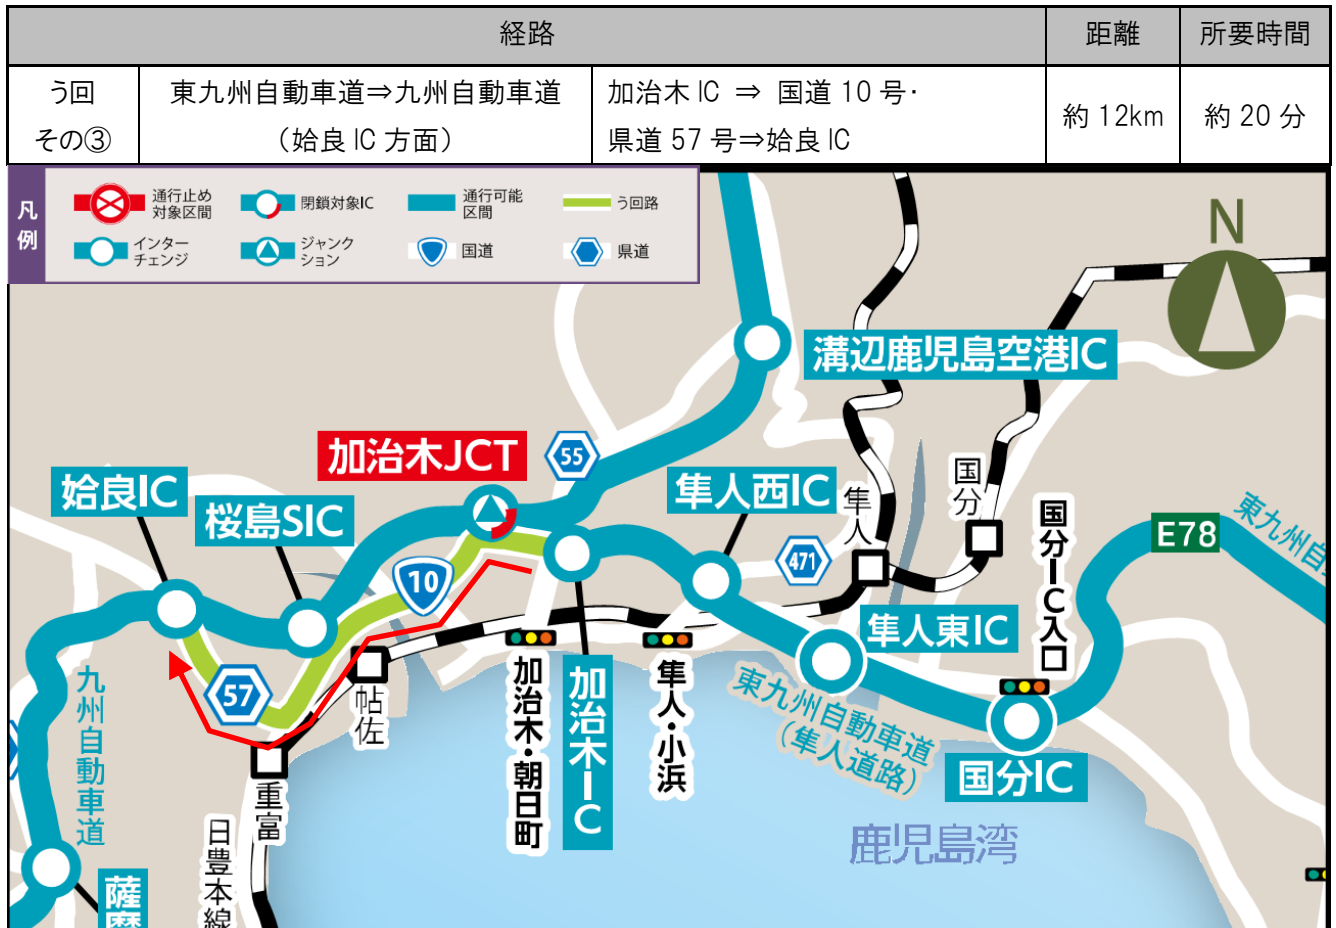 経路
距離
所要時間
う回
その③
東九州自動車道⇒九州自動車道
（姶良IC方面）
加治木IC ⇒ 国道10号･
県道57号⇒姶良IC
約12km
約20分
凡例
通行止め
対象区間
閉鎖対象IC
通行可能
区間
う回路
インター
チェンジ
ジャンク
ション
国道
県道
N
溝辺鹿児島空港IC
加治木JCT
55
姶良IC
桜島SIC
隼人西IC
隼人
国分
国分IC入口
E78
東九州自
10
471
隼人東IC
57
帖佐
加治木・朝日町
加治木IC
隼人・小浜
東九州自動車道
（隼人道路）
国分IC
九州自動車道
重富
日豊本線
鹿児島湾
薩摩